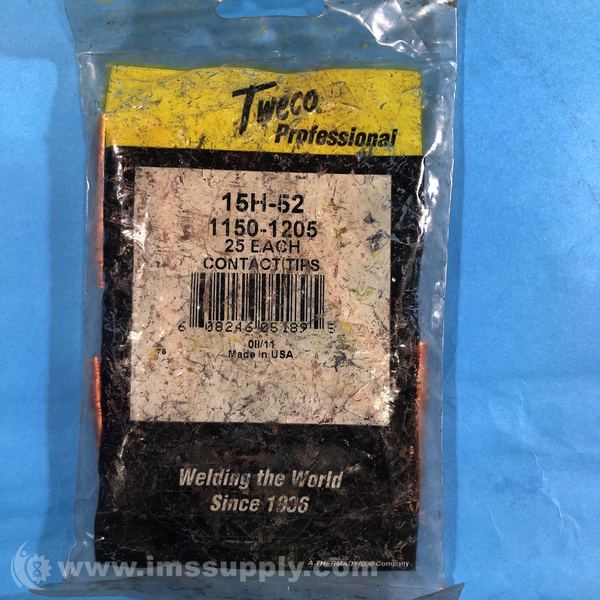 Tweco
Professional
15H-52
1150-1205
25 EACH
CONTACT TIPS
6 08246 05189 5
08/11
76
Made in USA
Welding the World
Since 1936
A THERMADYNE® Company
www.imssupply.com